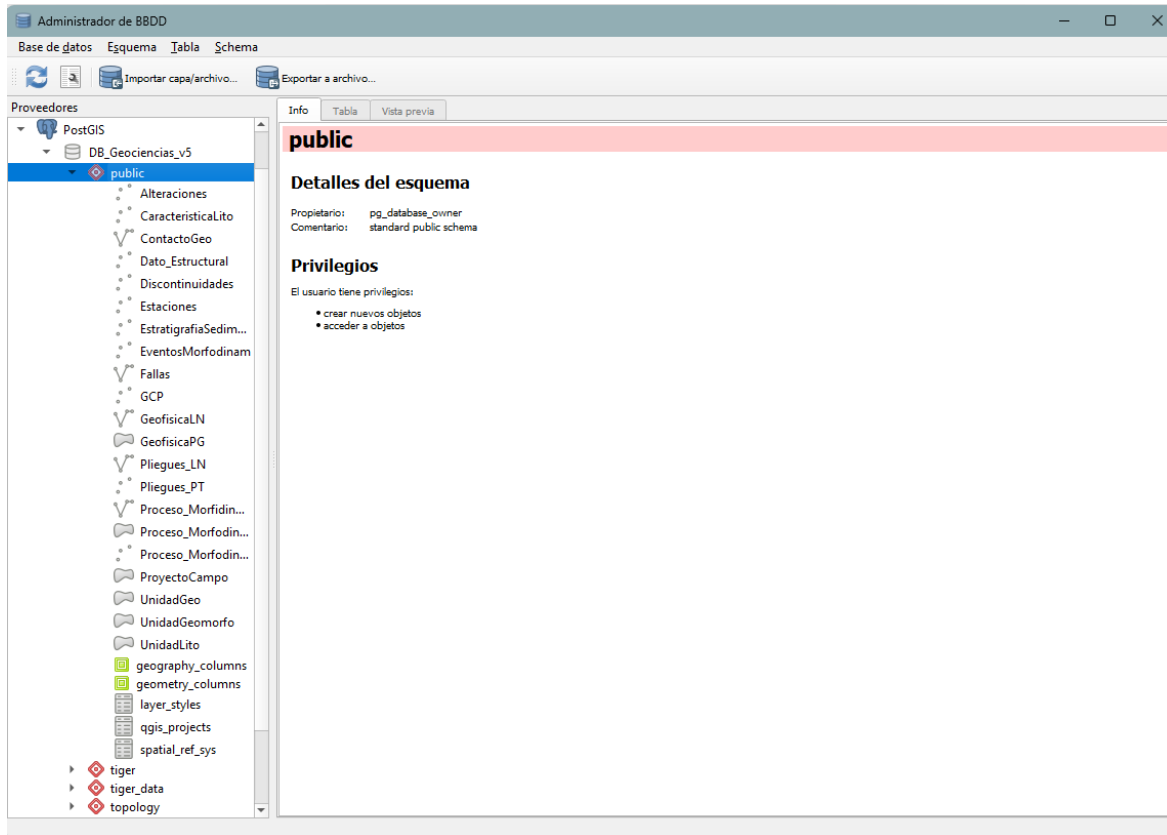 Administrador de BBDD
Base de datos Esquema Tabla Schema
Importar capa/archivo... Exportar a archivo...
Proveedores
PostGIS
DB_Geociencias_v5
public
Alteraciones
CaracteristicaLito
ContactoGeo
Dato_Estructural
Discontinuidades
Estaciones
EstratigrafiaSedim...
EventosMorfodinam
Fallas
GCP
GeofisicaLN
GeofisicaPG
Pliegues_LN
Pliegues_PT
Proceso_Morfidin...
Proceso_Morfodin...
Proceso_Morfodin...
ProyectoCampo
UnidadGeo
UnidadGeomorfo
UnidadLito
geography_columns
geometry_columns
layer_styles
qgis_projects
spatial_ref_sys
tiger
tiger_data
topology
Info Tabla Vista previa
public
Detalles del esquema
Propietario: pg_database_owner
Comentario: standard public schema
Privilegios
El usuario tiene privilegios:
• crear nuevos objetos
• acceder a objetos